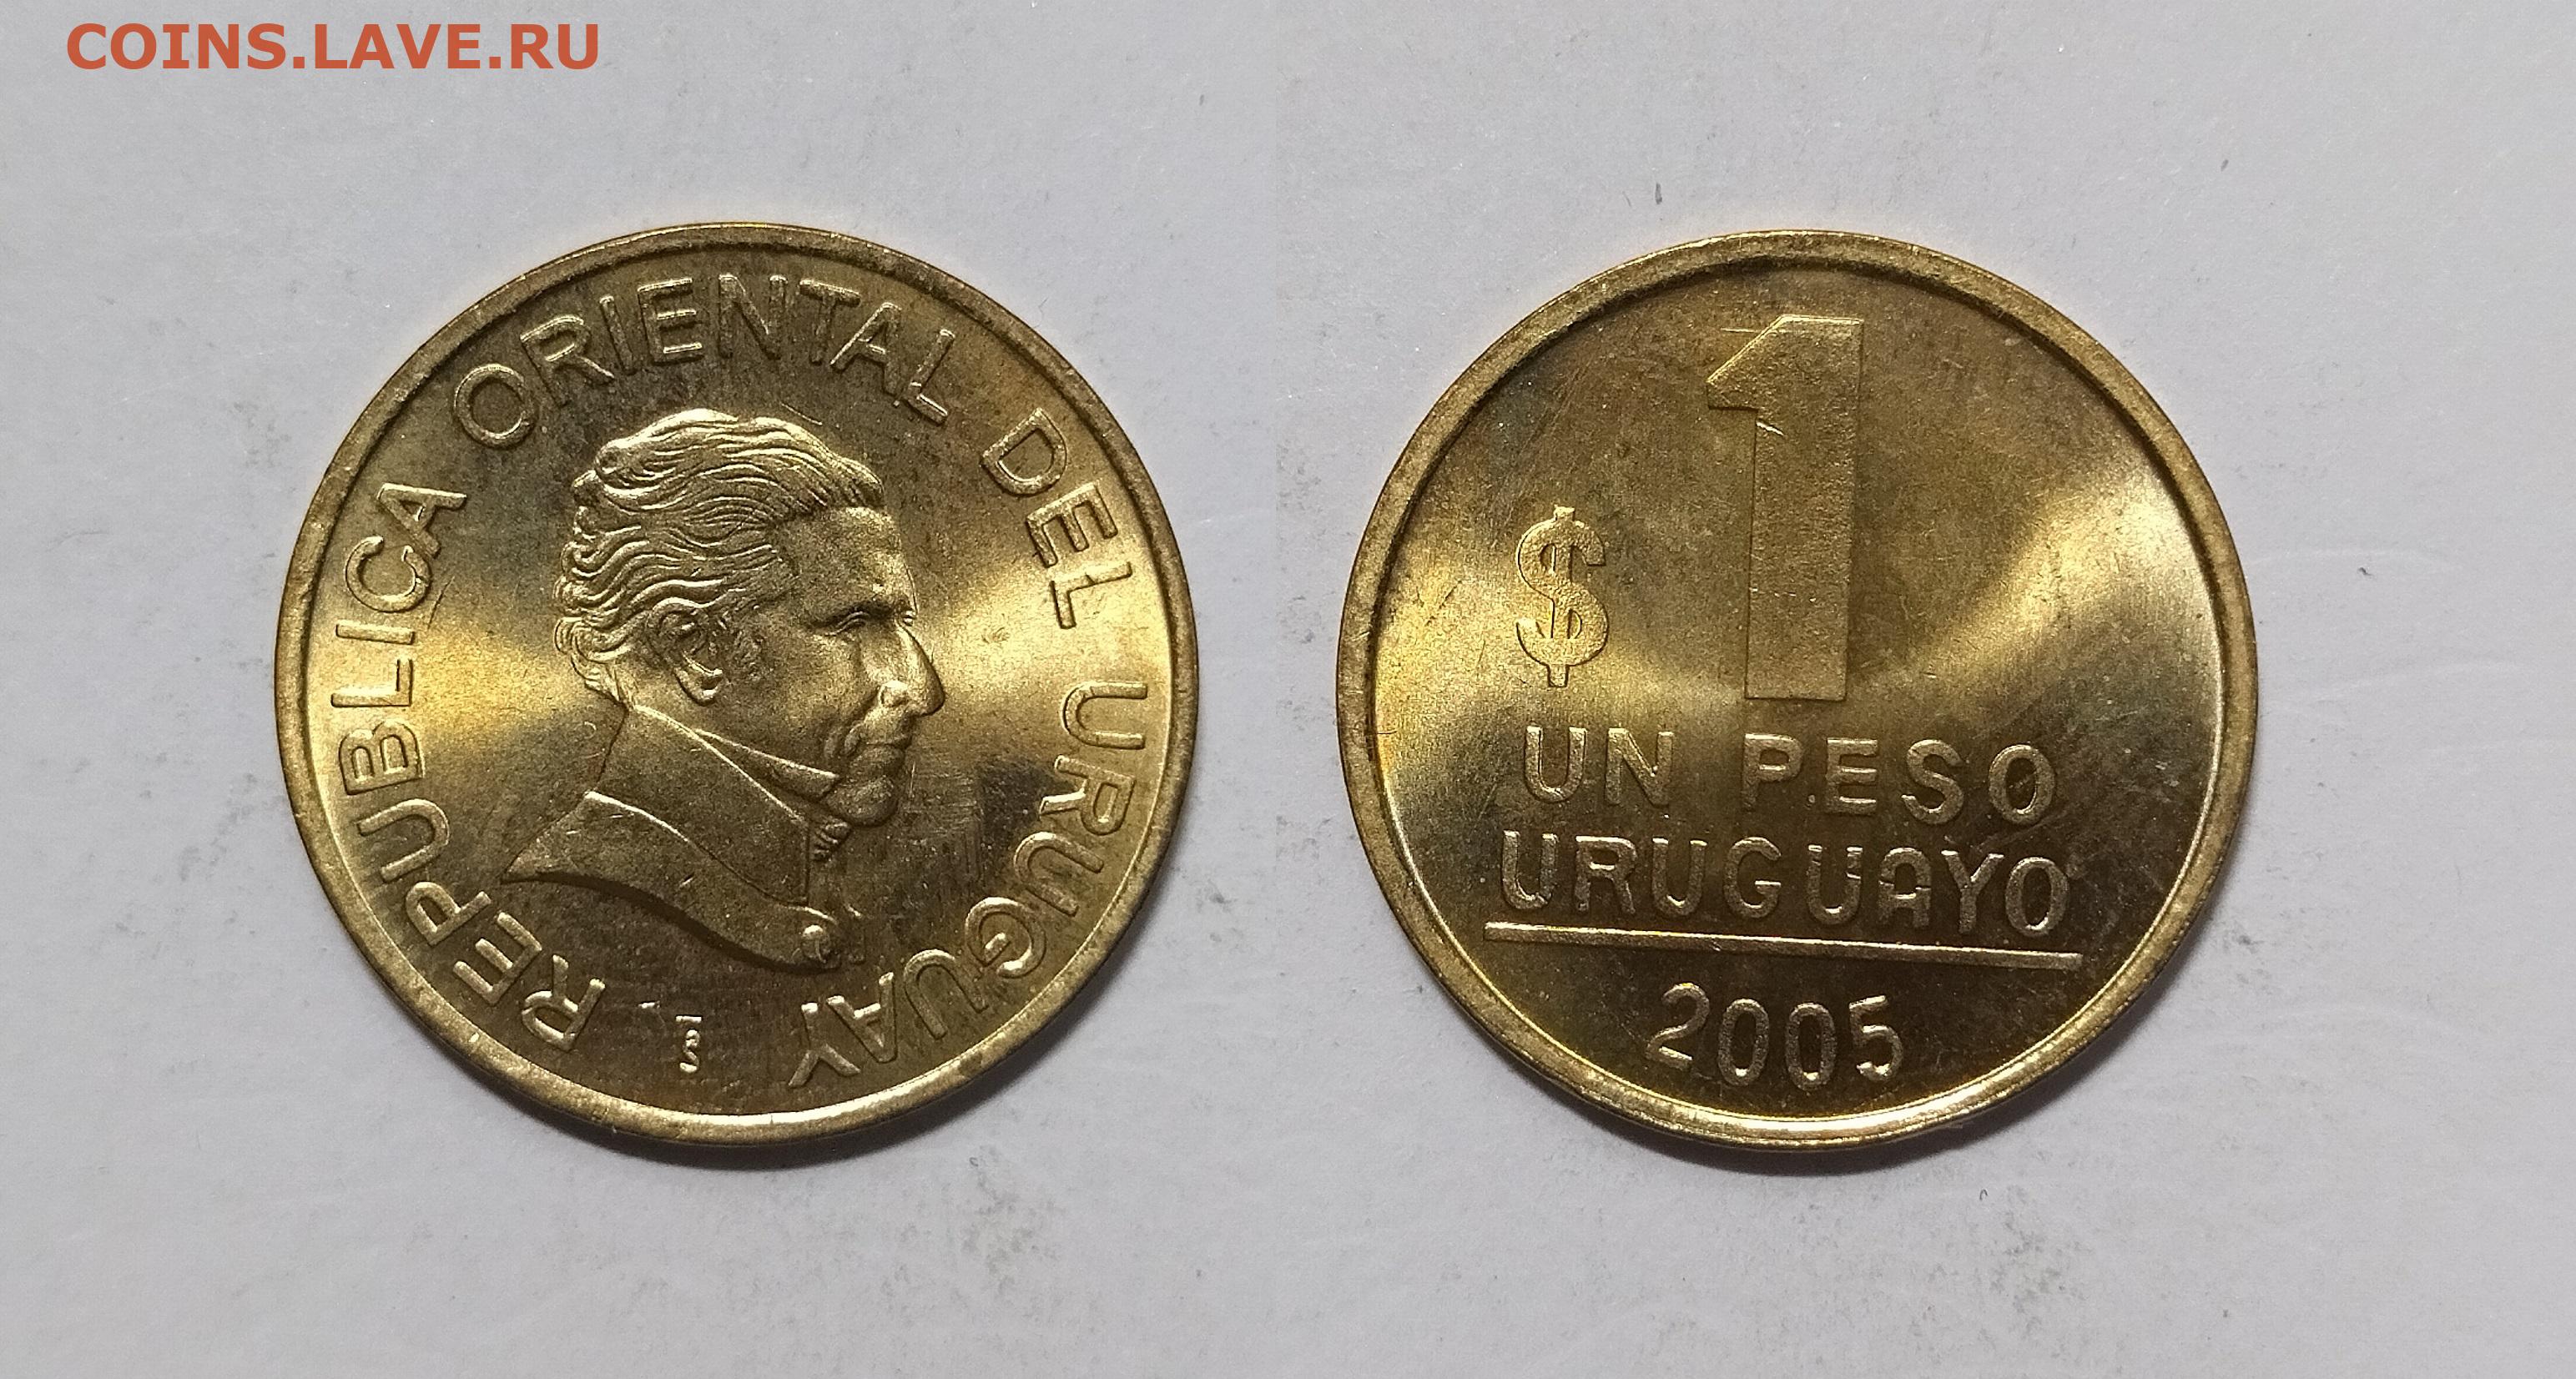 COINS.LAVE.RU
REPUBLICA ORIENTAL DEL URUGUAY
$ 1
UN PESO
URUGUAYO
2005